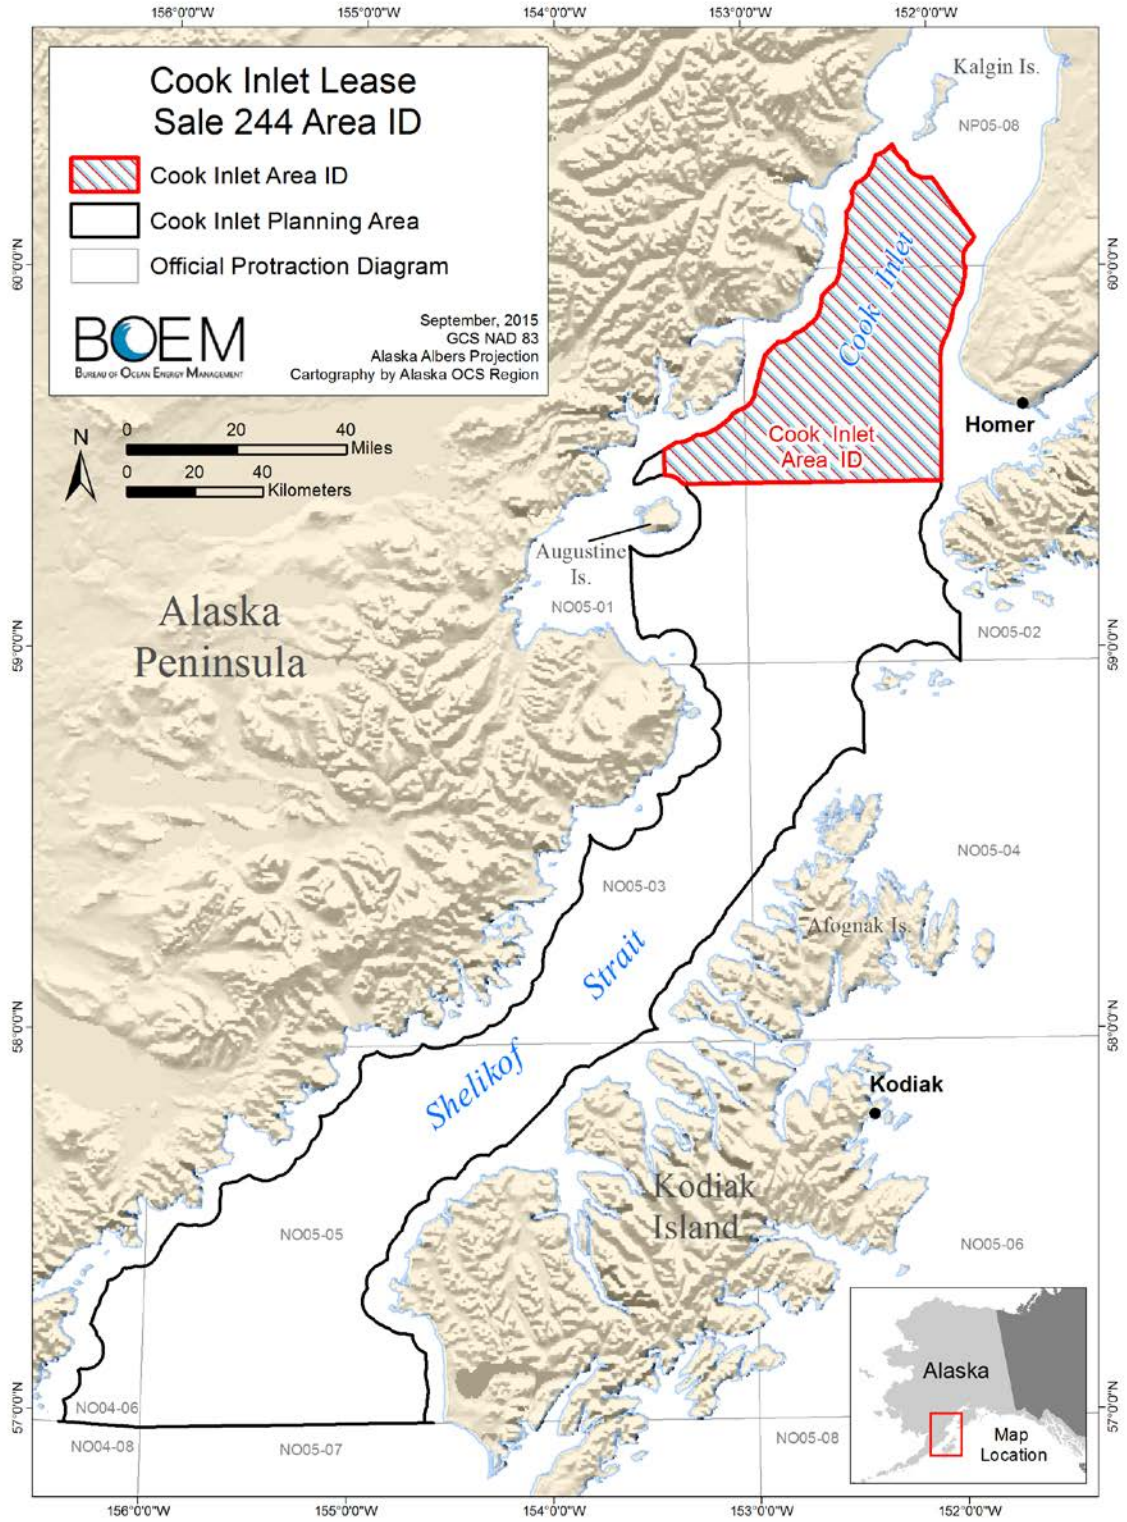 156°0'0"W
155°0'0"W
154°0'0"W
153°0'0"W
152°0'0"W
Cook Inlet Lease
Sale 244 Area ID
Cook Inlet Area ID
Cook Inlet Planning Area
Official Protraction Diagram
BOEM
BUREAU OF OCEAN ENERGY MANAGEMENT
September, 2015
GCS NAD 83
Alaska Albers Projection
Cartography by Alaska OCS Region
N
0 20 40
Miles
0 20 40
Kilometers
Kalgin Is.
NP05-08
60°0'0"N
60°0'0"N
Cook Inlet
Homer
Cook Inlet
Area ID
Augustine
Is.
NO05-01
Alaska
Peninsula
NO05-02
59°0'0"N
59°0'0"N
NO05-04
NO05-03
Afognak Is.
Shelikof Strait
58°0'0"N
58°0'0"N
Kodiak
Kodiak
Island
NO05-05
NO05-06
Alaska
Map
Location
NO04-06
57°0'0"N
57°0'0"N
NO04-08
NO05-07
NO05-08
156°0'0"W
155°0'0"W
154°0'0"W
153°0'0"W
152°0'0"W